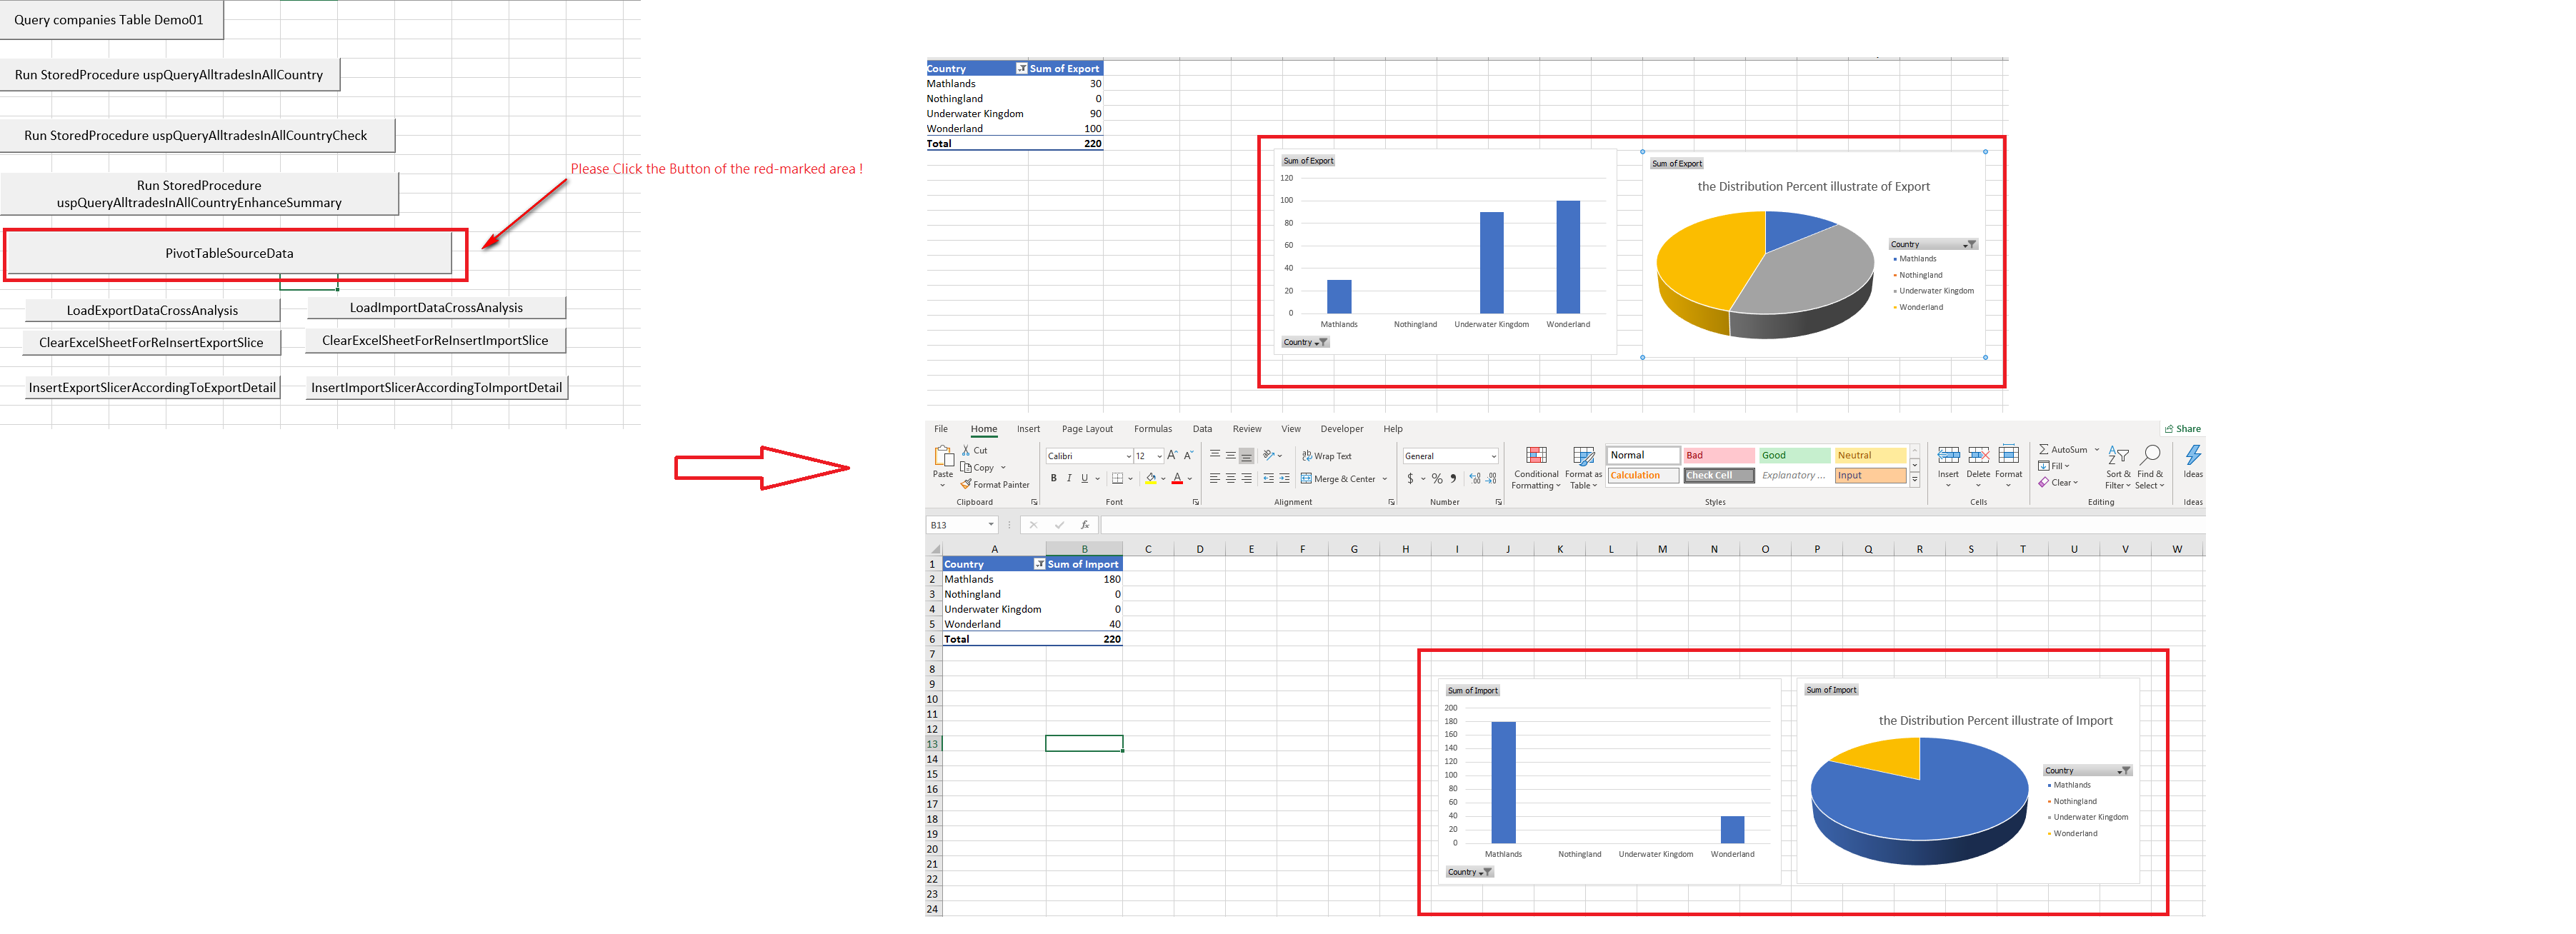 Query companies Table Demo01
Run StoredProcedure uspQueryAlltradesInAllCountry
Run StoredProcedure uspQueryAlltradesInAllCountryCheck
Run StoredProcedure
uspQueryAlltradesInAllCountryEnhanceSummary
Please Click the Button of the red-marked area !
PivotTableSourceData
LoadExportDataCrossAnalysis
LoadImportDataCrossAnalysis
ClearExcelSheetForReInsertExportSlice
ClearExcelSheetForReInsertImportSlice
InsertExportSlicerAccordingToExportDetail
InsertImportSlicerAccordingToImportDetail
Country Sum of Export
Mathlands 30
Nothingland 0
Underwater Kingdom 90
Wonderland 100
Total 220
Sum of Export
120
100
80
60
40
20
0
Mathlands Nothingland Underwater Kingdom Wonderland
Country
Sum of Export
the Distribution Percent illustrate of Export
Country
Mathlands
Nothingland
Underwater Kingdom
Wonderland
File Home Insert Page Layout Formulas Data Review View Developer Help Share
Paste
Cut
Copy
Format Painter
Clipboard
Calibri 12 A A
B I U A
Font
Wrap Text
Merge & Center
Alignment
General
$ % ,
Number
Conditional
Formatting
Format as
Table
Normal Bad Good Neutral
Calculation Check Cell Explanatory ... Input
Styles
Insert Delete Format
Cells
AutoSum
Fill
Clear
Sort &
Filter
Find &
Select
Editing
Ideas
Ideas
B13 fx
A B C D E F G H I J K L M N O P Q R S T U V W
1 Country Sum of Import
2 Mathlands 180
3 Nothingland 0
4 Underwater Kingdom 0
5 Wonderland 40
6 Total 220
7
8
9
10
11
12
13
14
15
16
17
18
19
20
21
22
23
24
Sum of Import
200
180
160
140
120
100
80
60
40
20
0
Mathlands Nothingland Underwater Kingdom Wonderland
Country
Sum of Import
the Distribution Percent illustrate of Import
Country
Mathlands
Nothingland
Underwater Kingdom
Wonderland